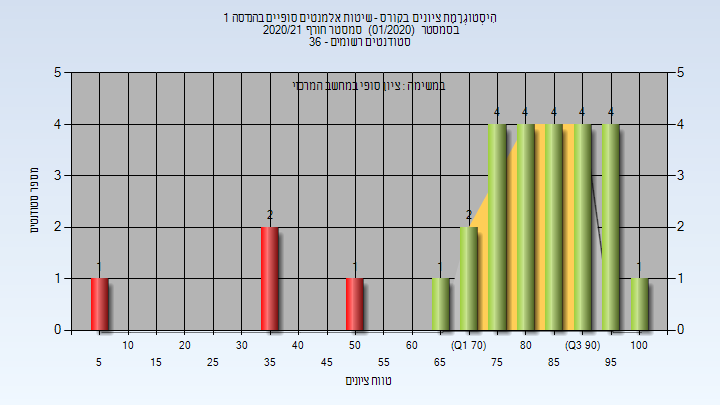 הִיסְטוֹגְרָמַת ציונים בקורס - שיטות אלמנטים סופיים בהנדסה 1
בסמסטר  (01/2020)  סמסטר חורף 2020/21
סטודנטים רשומים - 36
במשימה : ציון סופי במחשב המרכזי
מספר סטודנטים
5 5
4 4 4 4 4 4 4
3 3
2 2 2 2
1 1 1 1 1 1
0 0
10 20 30 40 50 60 (Q1 70) 80 (Q3 90) 100
5 15 25 35 45 55 65 75 85 95
טווח ציונים